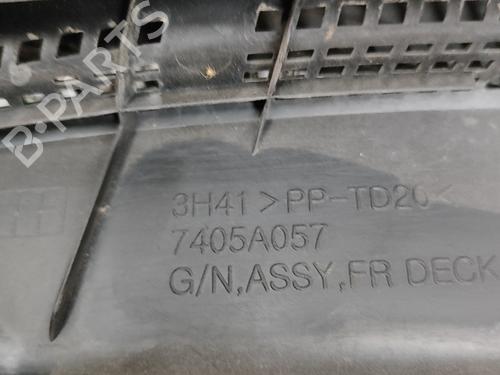 B-PARTS
3H41 >PP-TD20<
7405A057
G/N,ASSY,FR DECK